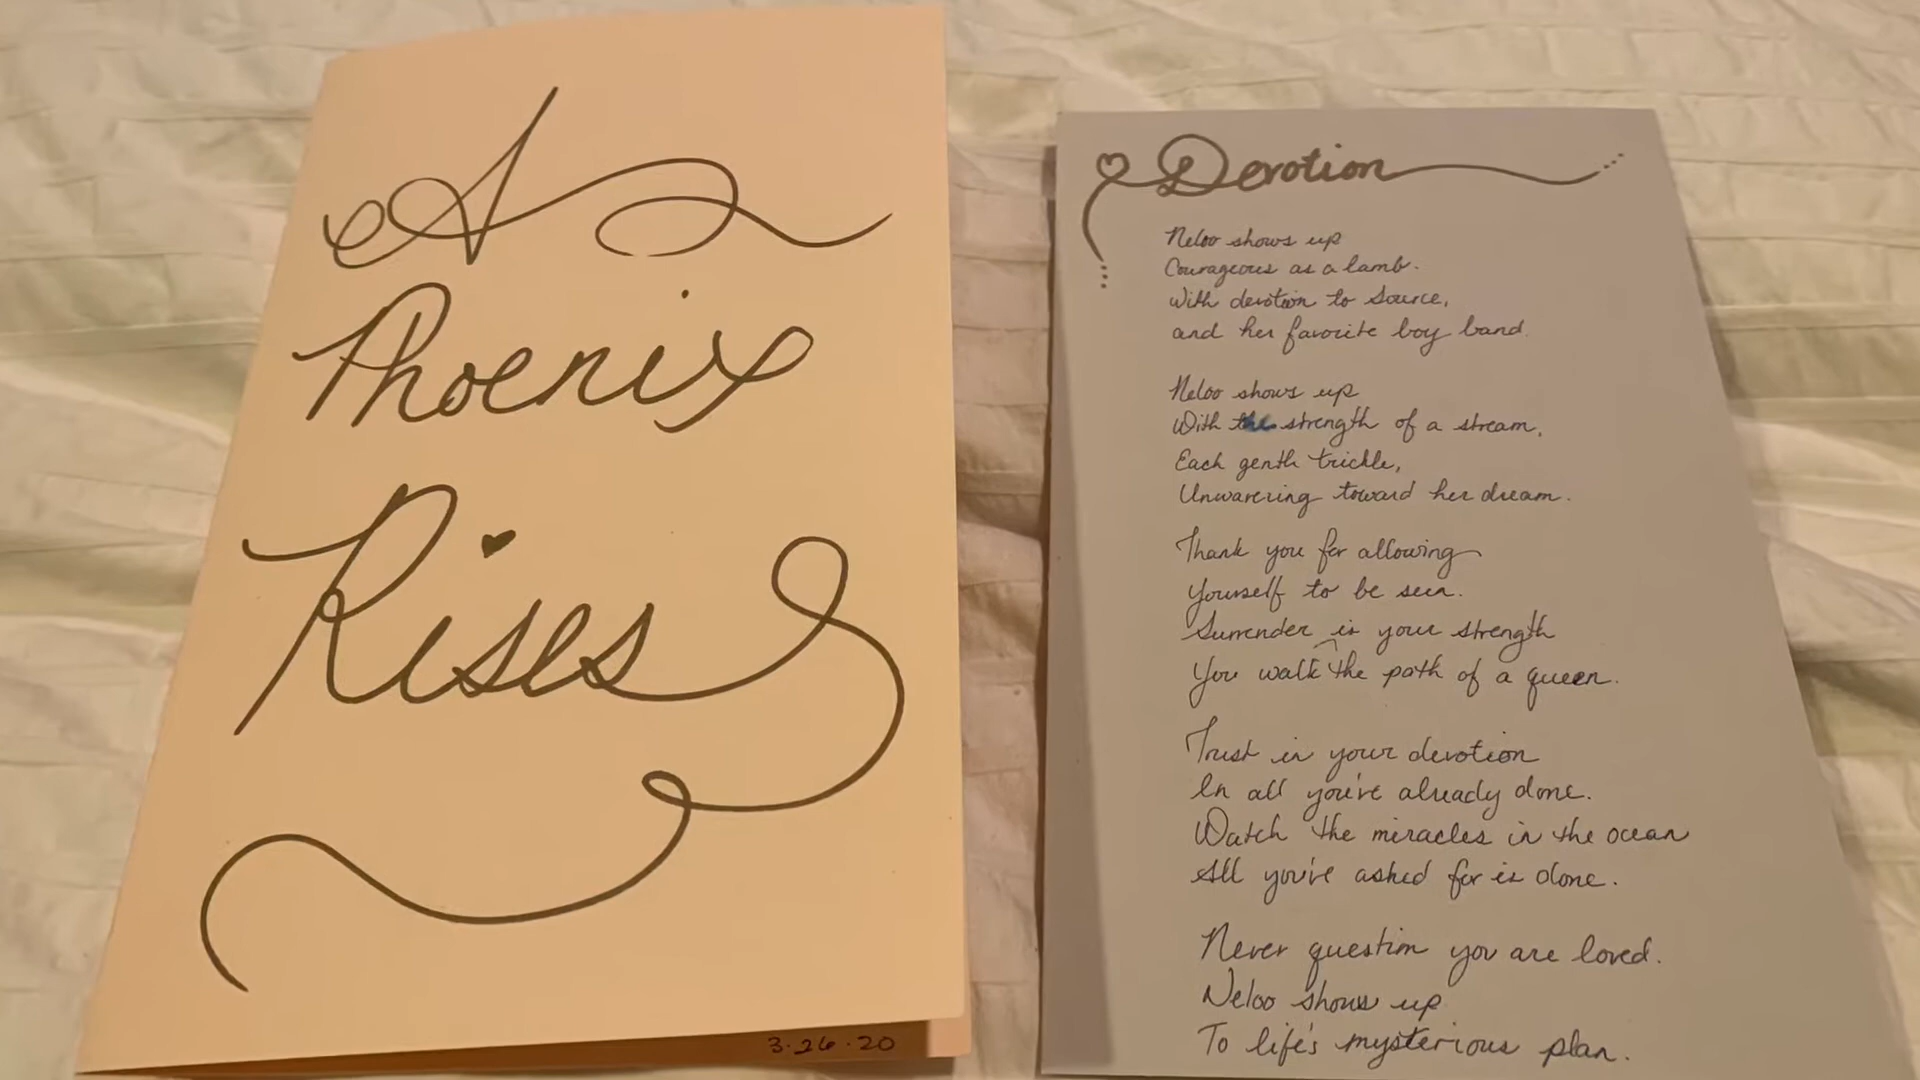 A
Phoenix
Rises
3.26.20
Devotion
Neloo shows up
Courageous as a lamb.
With devotion to Source,
and her favorite boy band.
Neloo shows up
With the strength of a stream,
Each gentle trickle,
Unwavering toward her dream.
Thank you for allowing
Yourself to be seen.
Surrender is your strength
You walk the path of a queen.
Trust in your devotion
In all you've already done.
Watch the miracles in the ocean
All you've asked for is done.
Never question you are loved.
Neloo shows up
To life's mysterious plan.